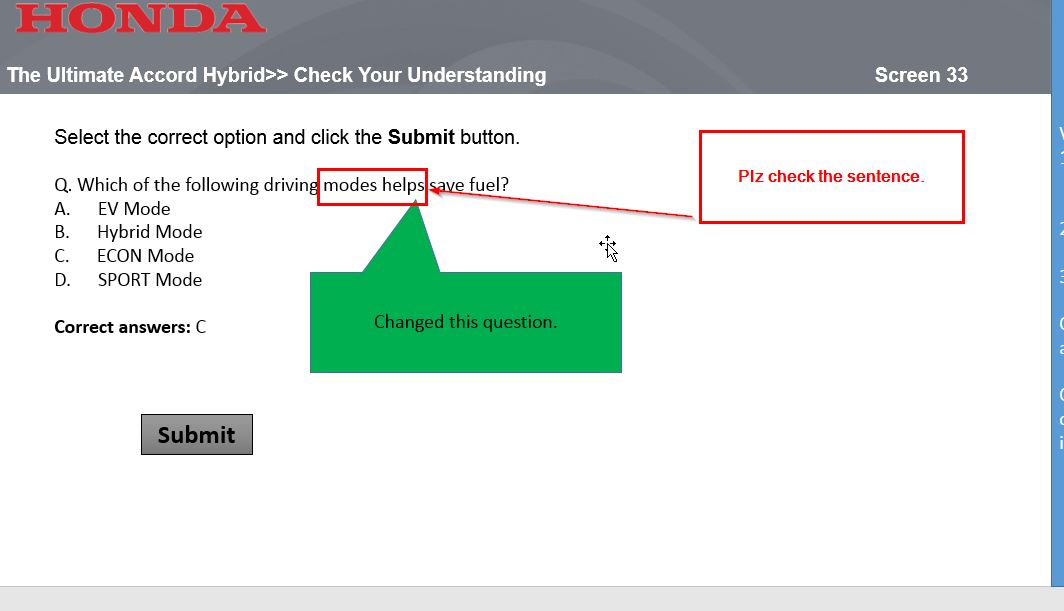 HONDA
The Ultimate Accord Hybrid>> Check Your Understanding
Screen 33
Select the correct option and click the Submit button.
Q. Which of the following driving modes helps save fuel?
A. EV Mode
B. Hybrid Mode
C. ECON Mode
D. SPORT Mode
Correct answers: C
Plz check the sentence.
Changed this question.
Submit